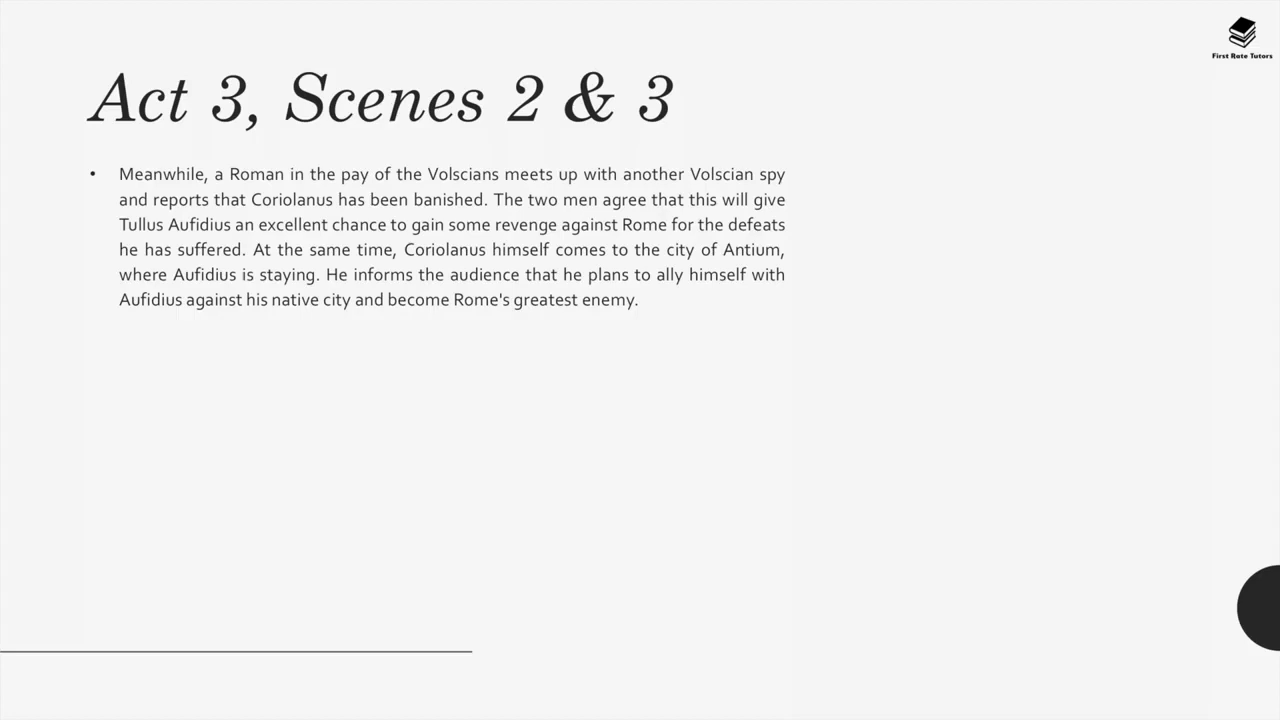 First Rate Tutors
Act 3, Scenes 2 & 3
• Meanwhile, a Roman in the pay of the Volscians meets up with another Volscian spy
and reports that Coriolanus has been banished. The two men agree that this will give
Tullus Aufidius an excellent chance to gain some revenge against Rome for the defeats
he has suffered. At the same time, Coriolanus himself comes to the city of Antium,
where Aufidius is staying. He informs the audience that he plans to ally himself with
Aufidius against his native city and become Rome's greatest enemy.